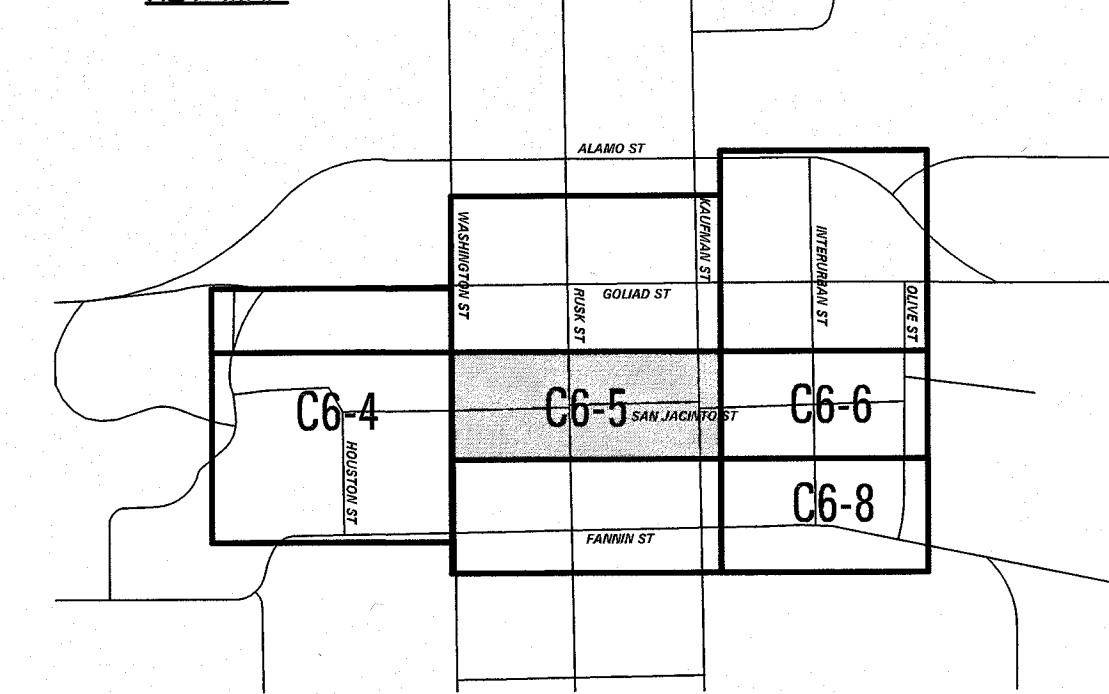 ALAMO ST
WASHINGTON ST
KAUFMAN ST
INTERURBAN ST
GOLIAD ST
RUSK ST
OLIVE ST
C6-4
C6-5
SAN JACINTO ST
C6-6
HOUSTON ST
C6-8
FANNIN ST